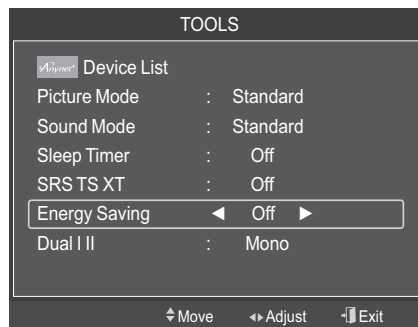 TOOLS
Anynet+ Device List
Picture Mode : Standard
Sound Mode : Standard
Sleep Timer : Off
SRS TS XT : Off
Energy Saving ◄ Off ►
Dual I II : Mono
Move Adjust Exit